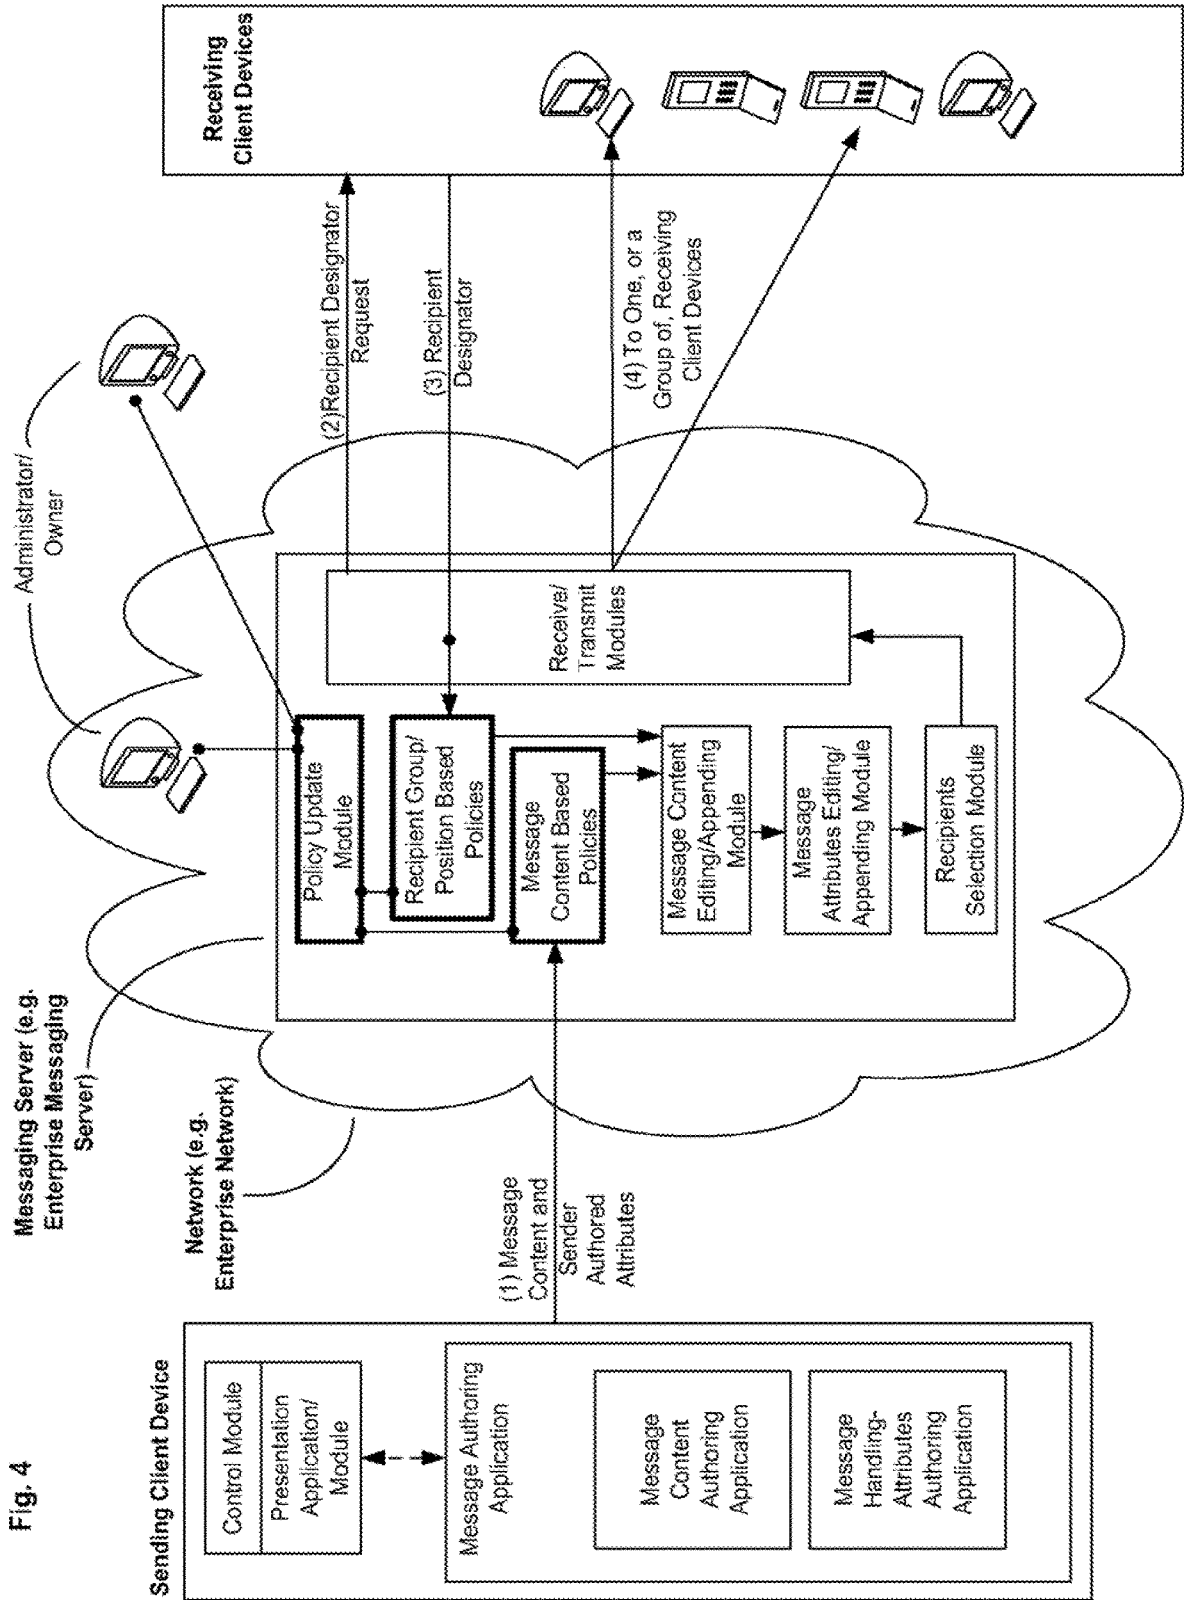 Fig. 4
Sending Client Device
Control Module
Presentation
Application/
Module
Message Authoring
Application
Message
Content
Authoring
Application
Message
Handling-
Attributes
Authoring
Application
Messaging Server (e.g.
Enterprise Messaging
Server)
Network (e.g.
Enterprise Network)
(1) Message
Content and
Sender
Authored
Attributes
Administrator/
Owner
Policy Update
Module
Recipient Group/
Position Based
Policies
Message
Content Based
Policies
Message Content
Editing/Appending
Module
Message
Attributes Editing/
Appending Module
Recipients
Selection Module
Receive/
Transmit
Modules
(2)Recipient Designator
Request
(3) Recipient
Designator
(4) To One, or a
Group of, Receiving
Client Devices
Receiving
Client Devices